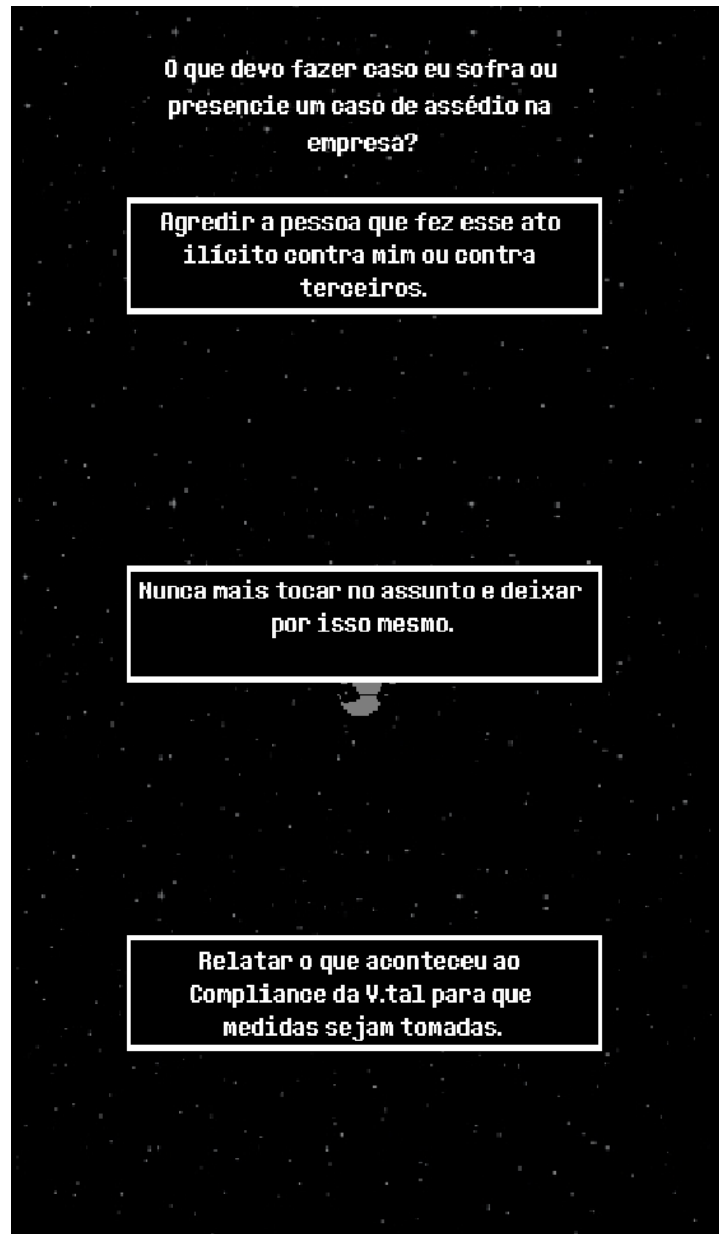 O que devo fazer caso eu sofra ou
presencie um caso de assédio na
empresa?
Agredir a pessoa que fez esse ato
ilícito contra mim ou contra
terceiros.
Nunca mais tocar no assunto e deixar
por isso mesmo.
Relatar o que aconteceu ao
Compliance da V.tal para que
medidas sejam tomadas.